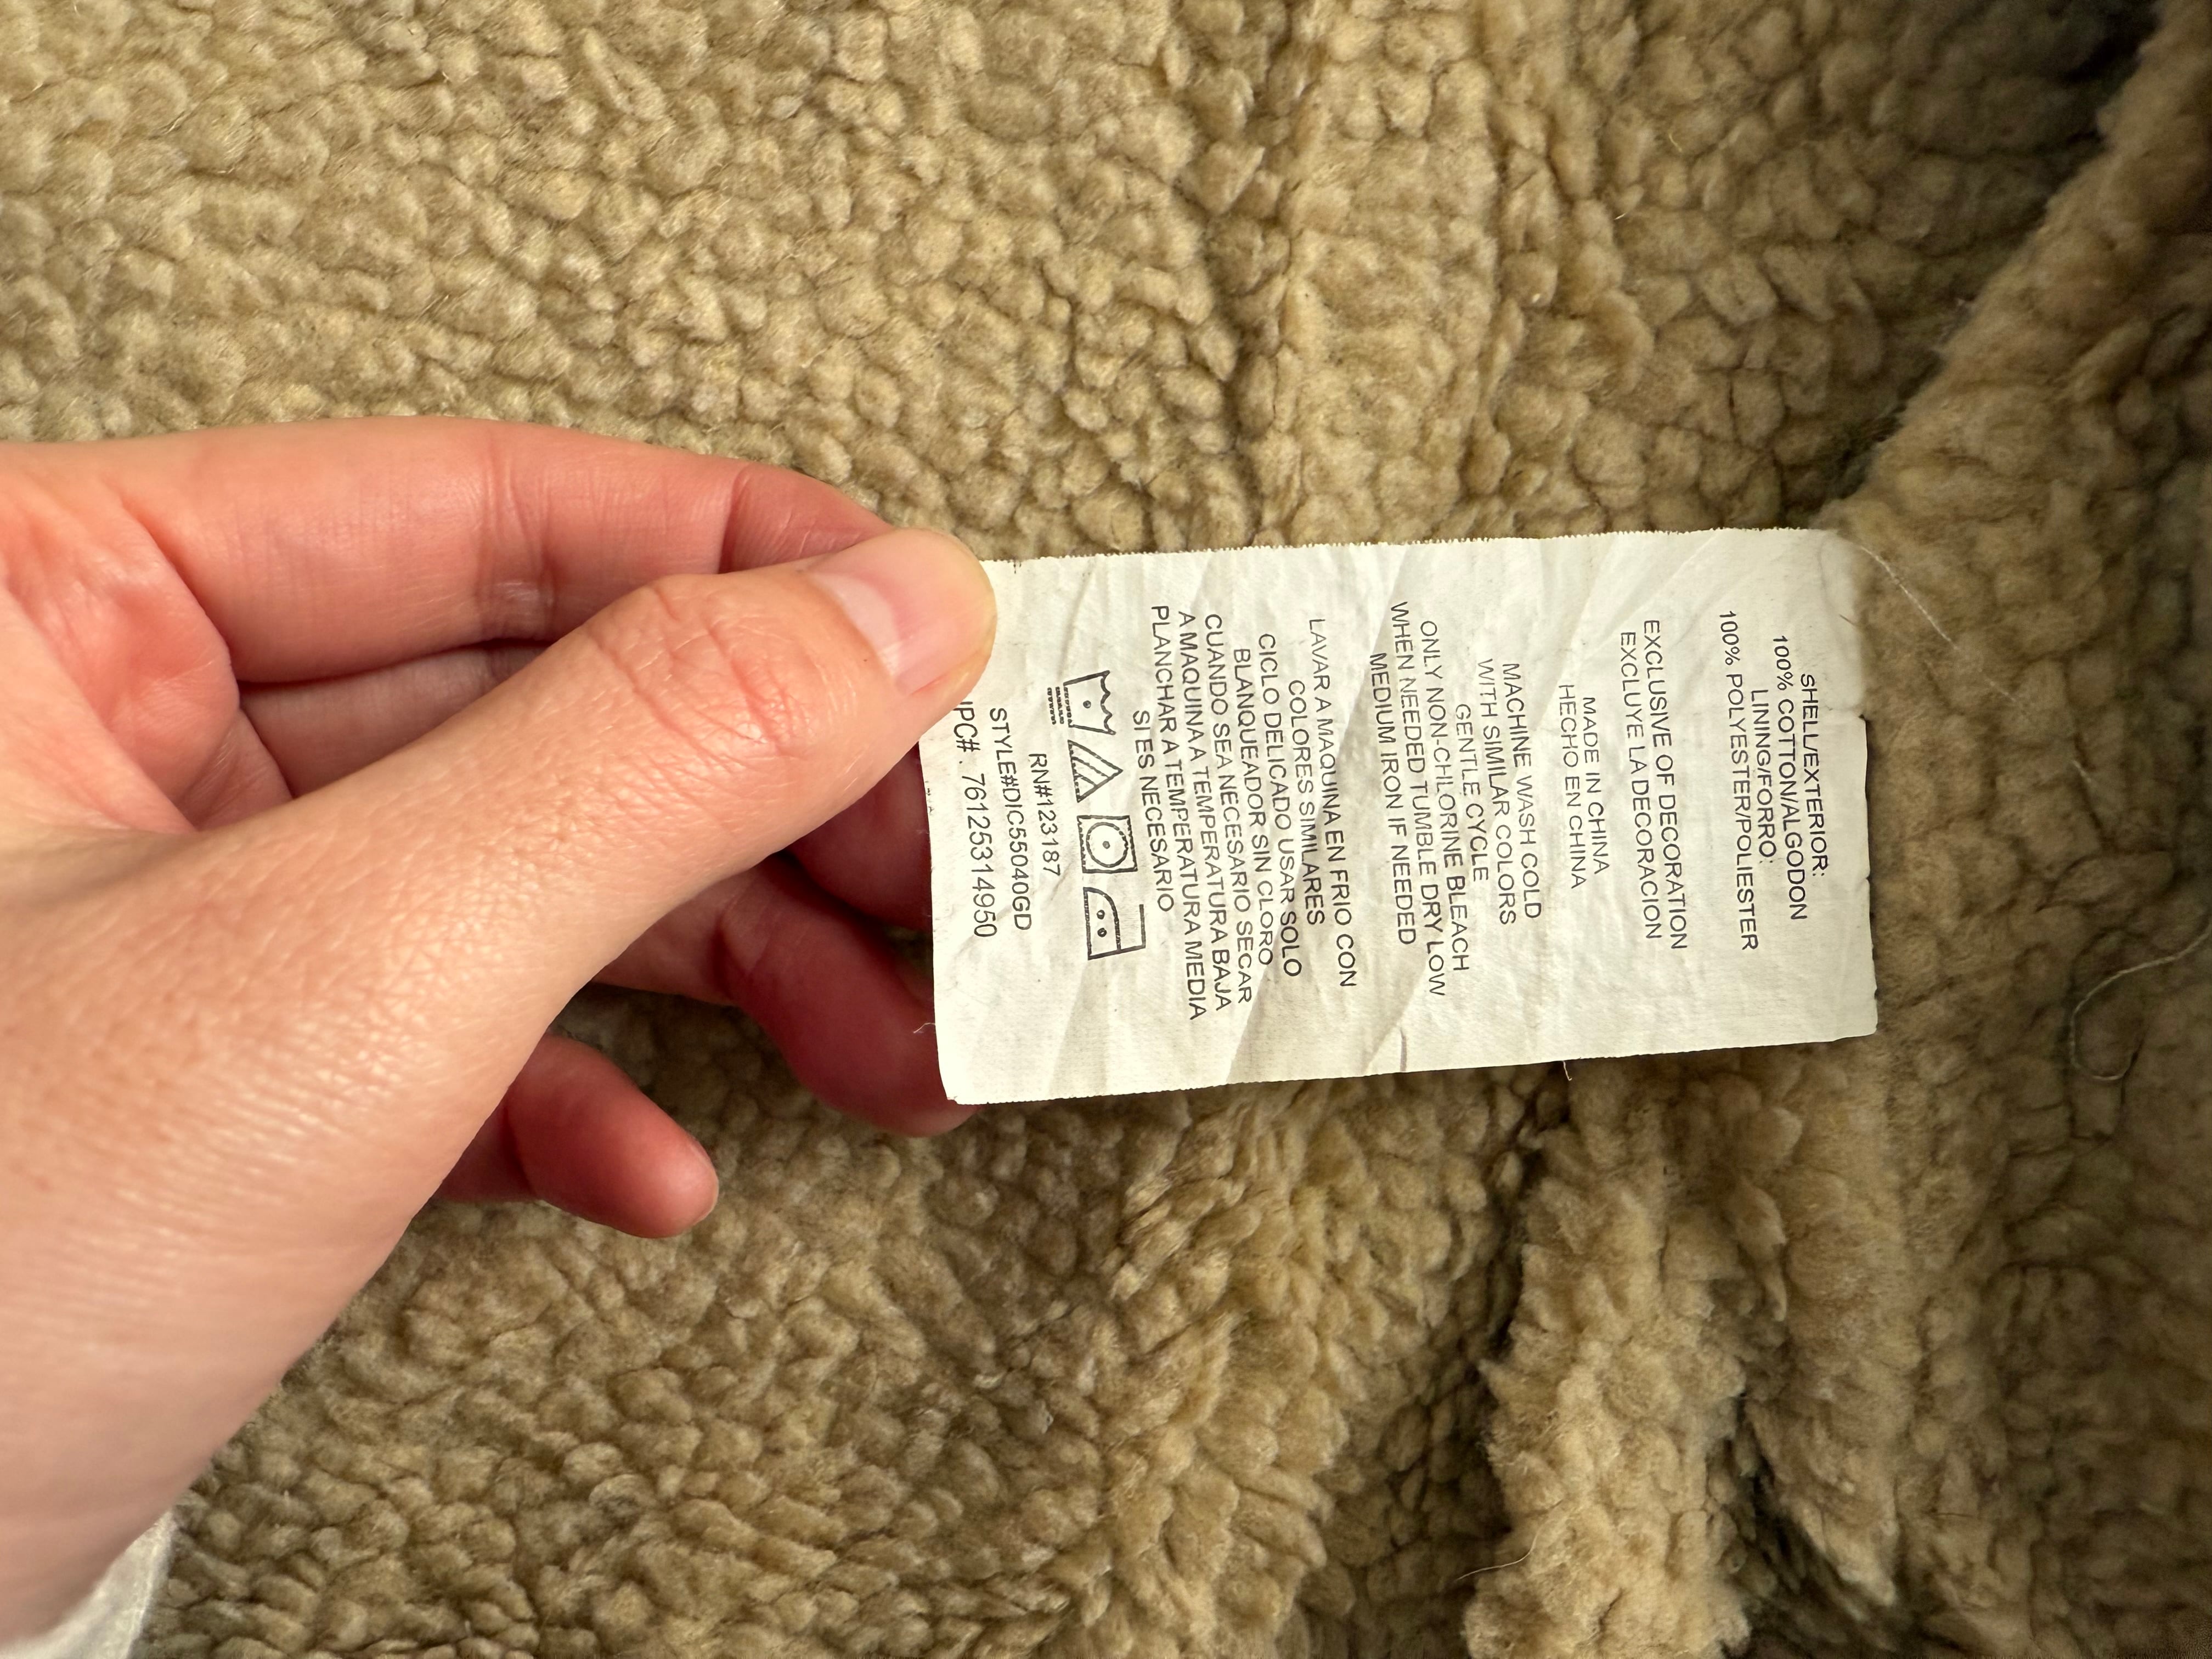 SHELL/EXTERIOR:
100% COTTON/ALGODON
LINING/FORRO:
100% POLYESTER/POLIESTER
EXCLUSIVE OF DECORATION
EXCLUYE LA DECORACION
MADE IN CHINA
HECHO EN CHINA
MACHINE WASH COLD
WITH SIMILAR COLORS
GENTLE CYCLE
ONLY NON-CHLORINE BLEACH
WHEN NEEDED TUMBLE DRY LOW
MEDIUM IRON IF NEEDED
LAVAR A MAQUINA EN FRIO CON
COLORES SIMILARES
CICLO DELICADO USAR SOLO
BLANQUEADOR SIN CLORO
CUANDO SEA NECESARIO SECAR
A MAQUINA A TEMPERATURA BAJA
PLANCHAR A TEMPERATURA MEDIA
SI ES NECESARIO
RN#123187
STYLE#DIC55040GD
PC#. 761253149​50